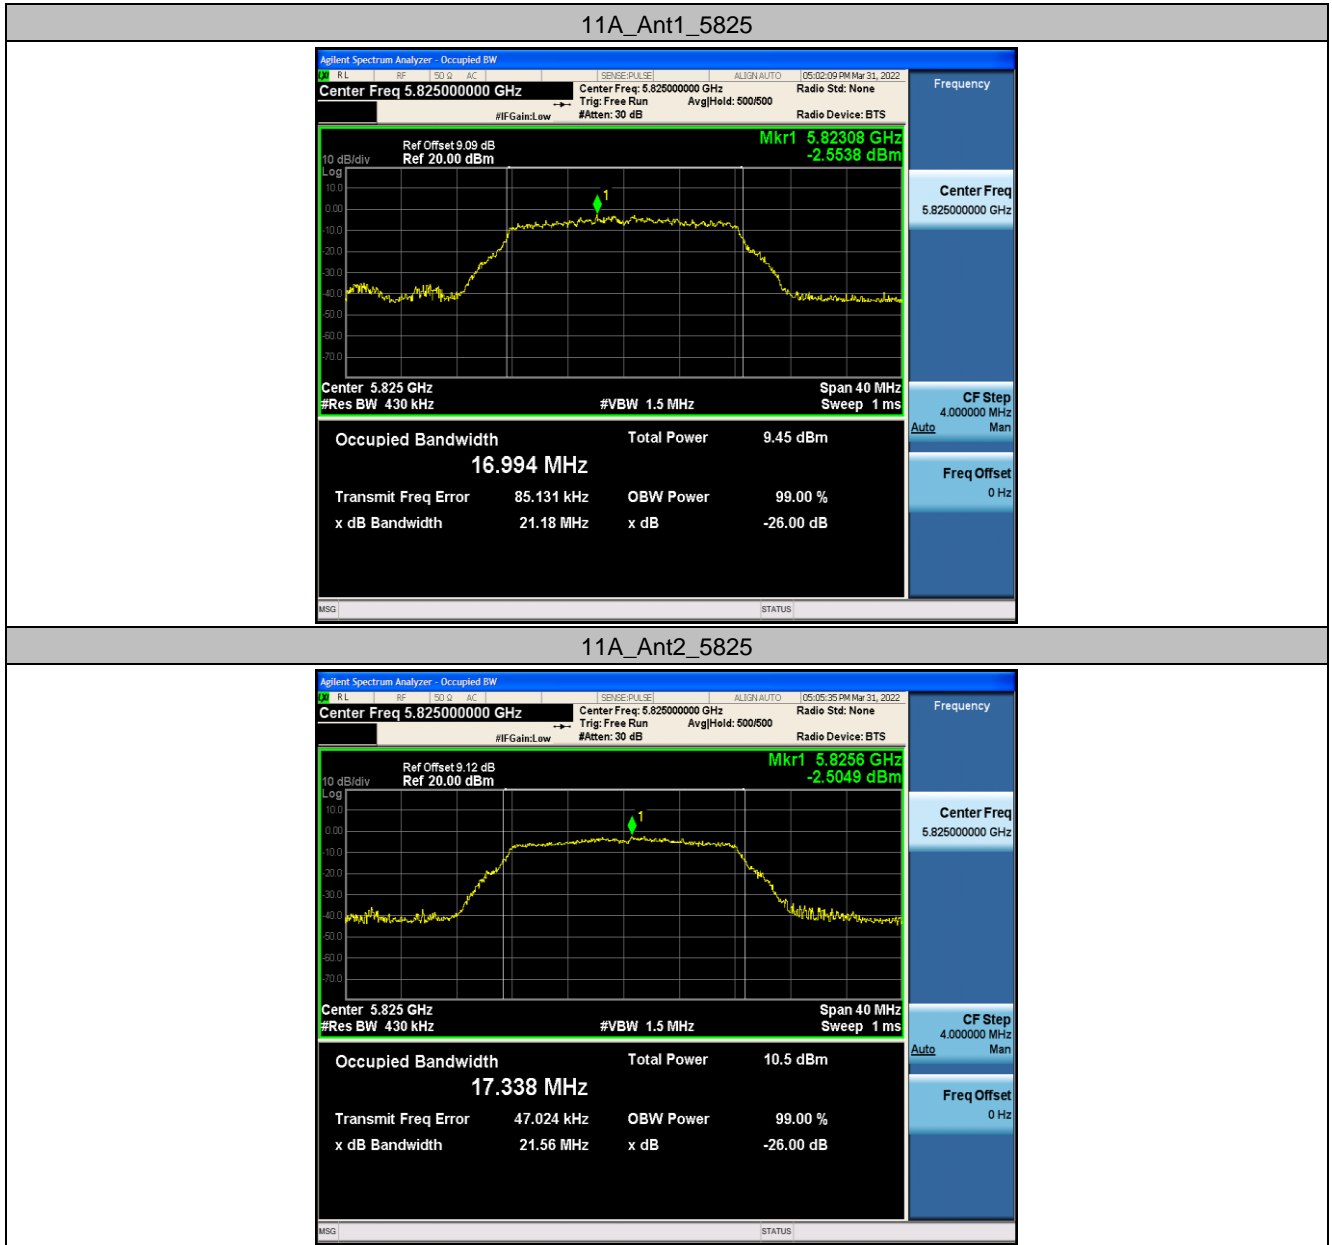 11A_Ant1_5825
Agilent Spectrum Analyzer - Occupied BW
LXI RL RF 50 Ω AC SENSE:PULSE ALIGN AUTO 05:02:09 PM Mar 31, 2022
Center Freq 5.825000000 GHz
Center Freq: 5.825000000 GHz
Radio Std: None
Trig: Free Run Avg|Hold: 500/500
#IFGain:Low #Atten: 30 dB Radio Device: BTS
Frequency
Mkr1 5.82308 GHz
-2.5538 dBm
Ref Offset 9.09 dB
10 dB/div Ref 20.00 dBm
Log
10.0
0.00
-10.0
-20.0
-30.0
-40.0
-50.0
-60.0
-70.0
1
Center 5.825 GHz Span 40 MHz
#Res BW 430 kHz #VBW 1.5 MHz Sweep 1 ms
Occupied Bandwidth Total Power 9.45 dBm
16.994 MHz
Transmit Freq Error 85.131 kHz OBW Power 99.00 %
x dB Bandwidth 21.18 MHz x dB -26.00 dB
Center Freq
5.825000000 GHz
CF Step
4.000000 MHz
Auto Man
Freq Offset
0 Hz
MSG STATUS
11A_Ant2_5825
Agilent Spectrum Analyzer - Occupied BW
LXI RL RF 50 Ω AC SENSE:PULSE ALIGN AUTO 05:05:35 PM Mar 31, 2022
Center Freq 5.825000000 GHz
Center Freq: 5.825000000 GHz
Radio Std: None
Trig: Free Run Avg|Hold: 500/500
#IFGain:Low #Atten: 30 dB Radio Device: BTS
Frequency
Mkr1 5.8256 GHz
-2.5049 dBm
Ref Offset 9.12 dB
10 dB/div Ref 20.00 dBm
Log
10.0
0.00
-10.0
-20.0
-30.0
-40.0
-50.0
-60.0
-70.0
1
Center 5.825 GHz Span 40 MHz
#Res BW 430 kHz #VBW 1.5 MHz Sweep 1 ms
Occupied Bandwidth Total Power 10.5 dBm
17.338 MHz
Transmit Freq Error 47.024 kHz OBW Power 99.00 %
x dB Bandwidth 21.56 MHz x dB -26.00 dB
Center Freq
5.825000000 GHz
CF Step
4.000000 MHz
Auto Man
Freq Offset
0 Hz
MSG STATUS